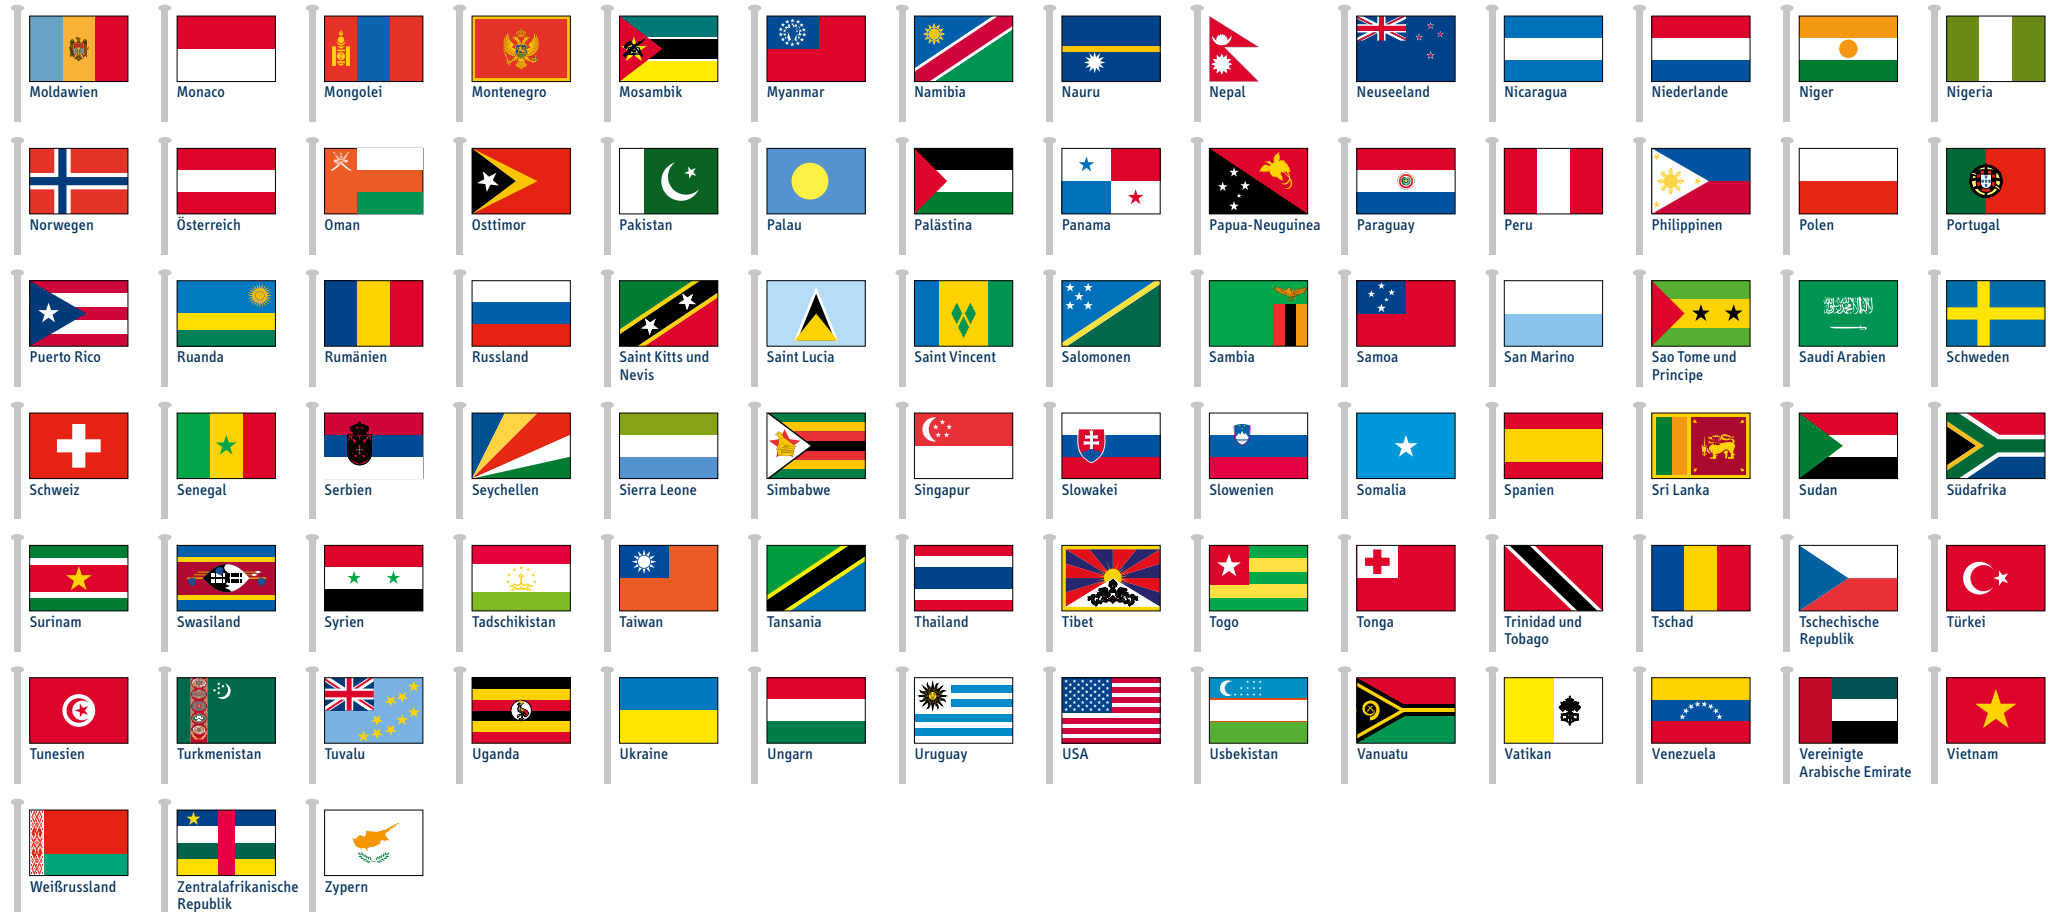 Moldawien
Monaco
Mongolei
Montenegro
Mosambik
Myanmar
Namibia
Nauru
Nepal
Neuseeland
Nicaragua
Niederlande
Niger
Nigeria
Norwegen
Österreich
Oman
Osttimor
Pakistan
Palau
Palästina
Panama
Papua-Neuguinea
Paraguay
Peru
Philippinen
Polen
Portugal
Puerto Rico
Ruanda
Rumänien
Russland
Saint Kitts und
Nevis
Saint Lucia
Saint Vincent
Salomonen
Sambia
Samoa
San Marino
Sao Tome und
Principe
Saudi Arabien
Schweden
Schweiz
Senegal
Serbien
Seychellen
Sierra Leone
Simbabwe
Singapur
Slowakei
Slowenien
Somalia
Spanien
Sri Lanka
Sudan
Südafrika
Surinam
Swasiland
Syrien
Tadschikistan
Taiwan
Tansania
Thailand
Tibet
Togo
Tonga
Trinidad und
Tobago
Tschad
Tschechische
Republik
Türkei
Tunesien
Turkmenistan
Tuvalu
Uganda
Ukraine
Ungarn
Uruguay
USA
Usbekistan
Vanuatu
Vatikan
Venezuela
Vereinigte
Arabische Emirate
Vietnam
Weißrussland
Zentralafrikanische
Republik
Zypern